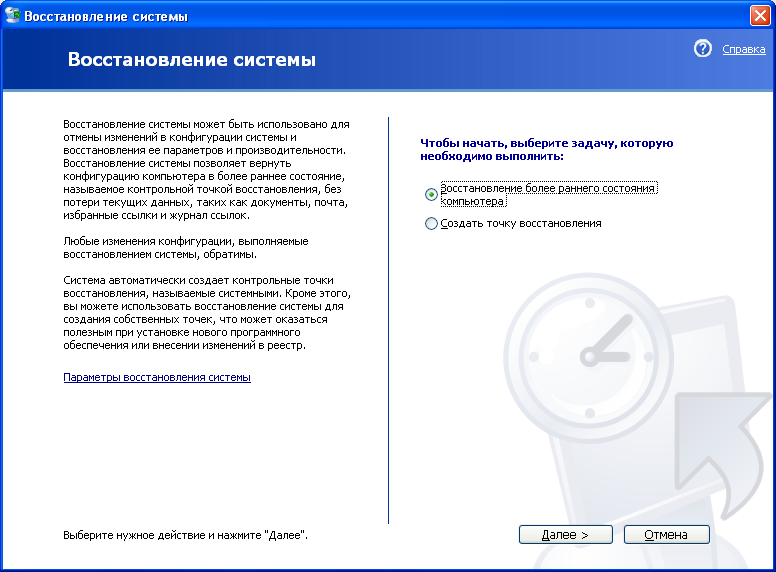 Восстановление системы
Справка
Восстановление системы
Восстановление системы может быть использовано для
отмены изменений в конфигурации системы и
восстановления ее параметров и производительности.
Восстановление системы позволяет вернуть
конфигурацию компьютера в более раннее состояние,
называемое контрольной точкой восстановления, без
потери текущих данных, таких как документы, почта,
избранные ссылки и журнал ссылок.
Любые изменения конфигурации, выполняемые
восстановлением системы, обратимы.
Система автоматически создает контрольные точки
восстановления, называемые системными. Кроме этого,
вы можете использовать восстановление системы для
создания собственных точек, что может оказаться
полезным при установке нового программного
обеспечения или внесении изменений в реестр.
Параметры восстановления системы
Чтобы начать, выберите задачу, которую
необходимо выполнить:
Восстановление более раннего состояния
компьютера
Создать точку восстановления
Выберите нужное действие и нажмите "Далее".
Далее >
Отмена